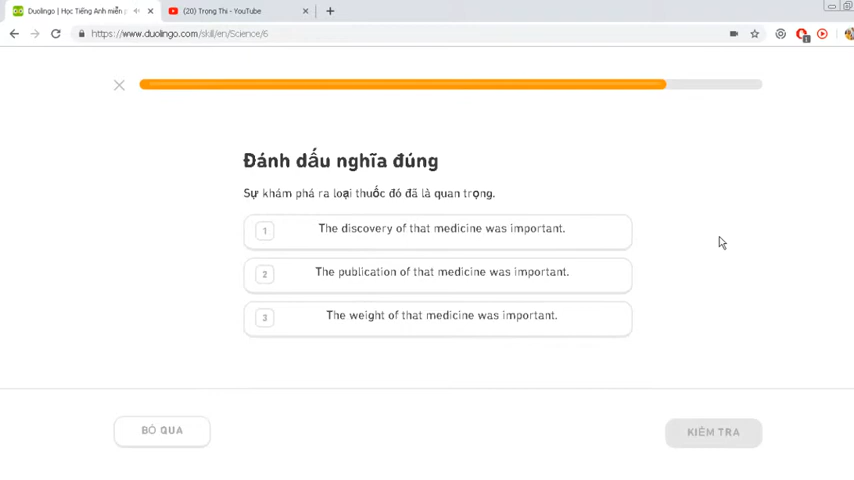 Duolingo | Học Tiếng Anh miễn
(20) Trọng Thi - YouTube
https://www.duolingo.com/skill/en/Science/6
Đánh dấu nghĩa đúng
Sự khám phá ra loại thuốc đó đã là quan trọng.
1 The discovery of that medicine was important.
2 The publication of that medicine was important.
3 The weight of that medicine was important.
BỎ QUA
KIỂM TRA